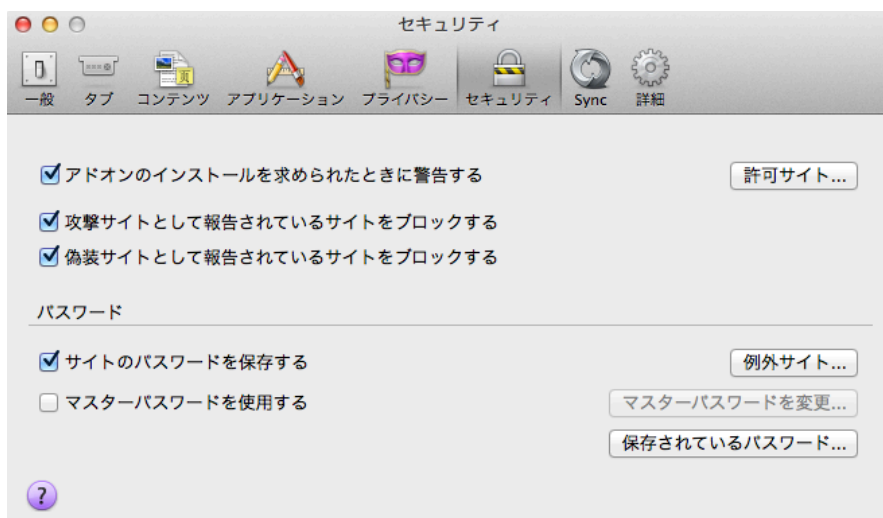 セキュリティ
一般 タブ コンテンツ アプリケーション プライバシー セキュリティ Sync 詳細
アドオンのインストールを求められたときに警告する 許可サイト...
攻撃サイトとして報告されているサイトをブロックする
偽装サイトとして報告されているサイトをブロックする
パスワード
サイトのパスワードを保存する 例外サイト...
マスターパスワードを使用する マスターパスワードを変更...
保存されているパスワード...
?